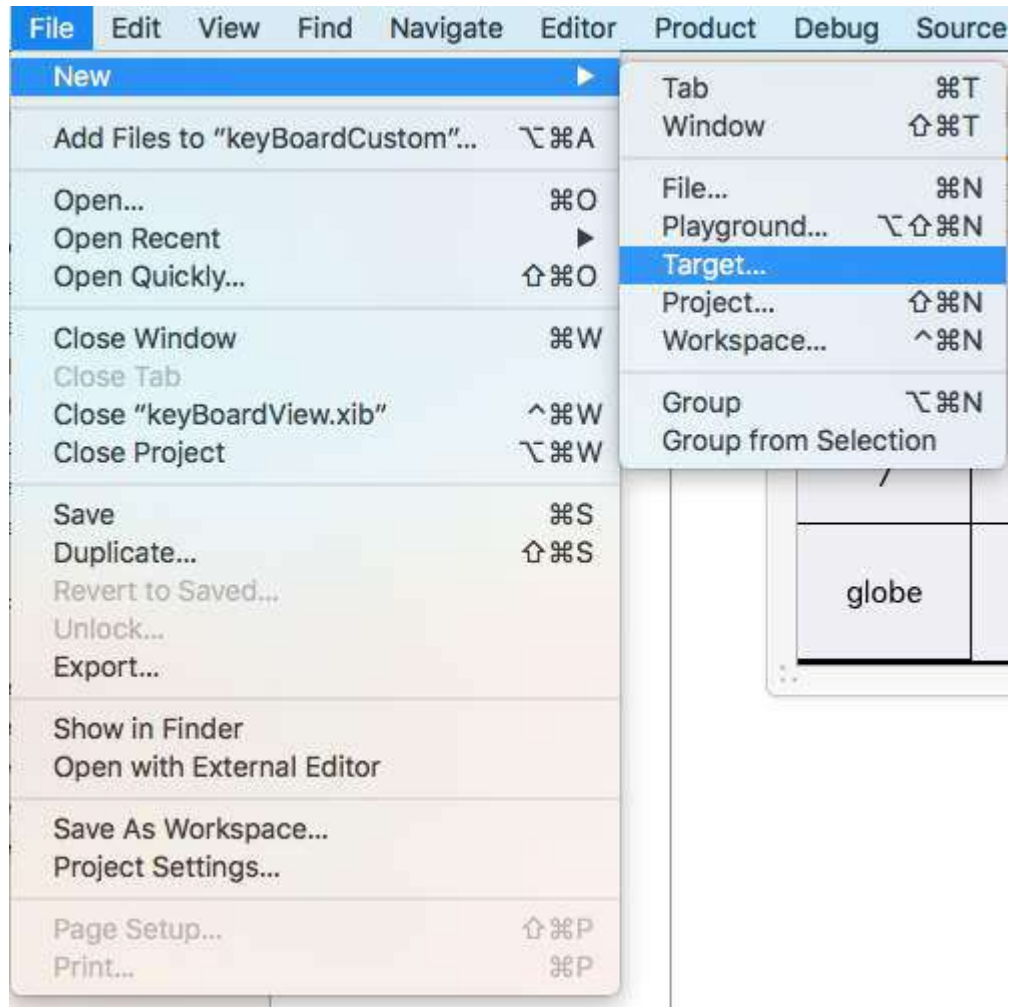 File Edit View Find Navigate Editor Product Debug Source
New ▶
Add Files to “keyBoardCustom”... ⌥⌘A
Open... ⌘O
Open Recent ▶
Open Quickly... ⇧⌘O
Close Window ⌘W
Close Tab
Close “keyBoardView.xib” ^⌘W
Close Project ⌥⌘W
Save ⌘S
Duplicate... ⇧⌘S
Revert to Saved...
Unlock...
Export...
Show in Finder
Open with External Editor
Save As Workspace...
Project Settings...
Page Setup... ⇧⌘P
Print... ⌘P
Tab ⌘T
Window ⇧⌘T
File... ⌘N
Playground... ⌥⇧⌘N
Target...
Project... ⇧⌘N
Workspace... ^⌘N
Group ⌥⌘N
Group from Selection
globe